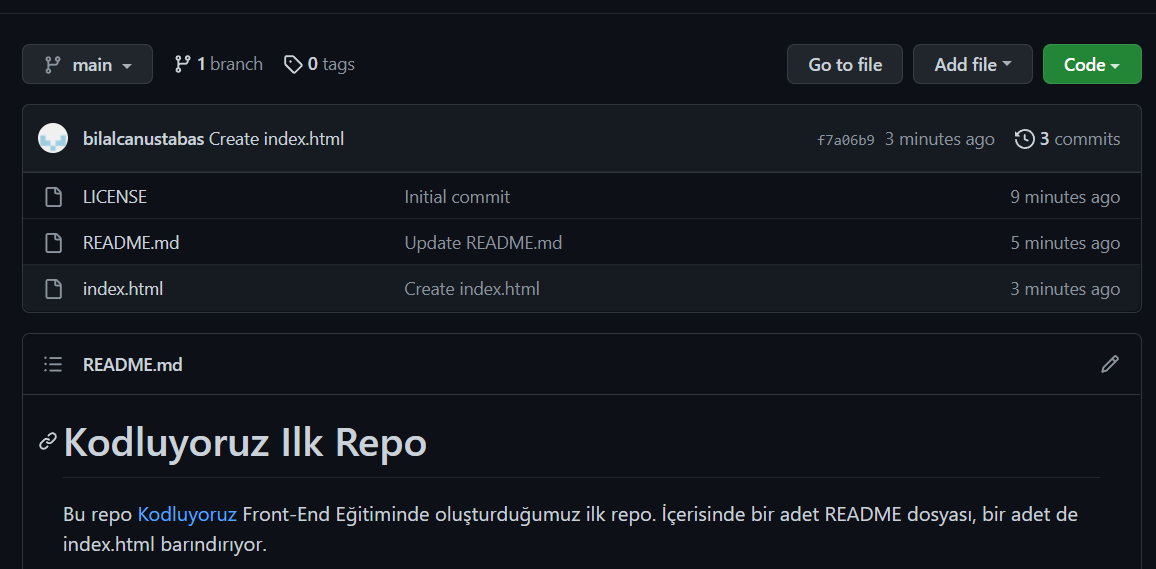 main 1 branch 0 tags Go to file Add file Code
bilalcanustabas Create index.html f7a06b9 3 minutes ago 3 commits
LICENSE Initial commit 9 minutes ago
README.md Update README.md 5 minutes ago
index.html Create index.html 3 minutes ago
README.md
Kodluyoruz Ilk Repo
Bu repo Kodluyoruz Front-End Eğitiminde oluşturduğumuz ilk repo. İçerisinde bir adet README dosyası, bir adet de
index.html barındırıyor.